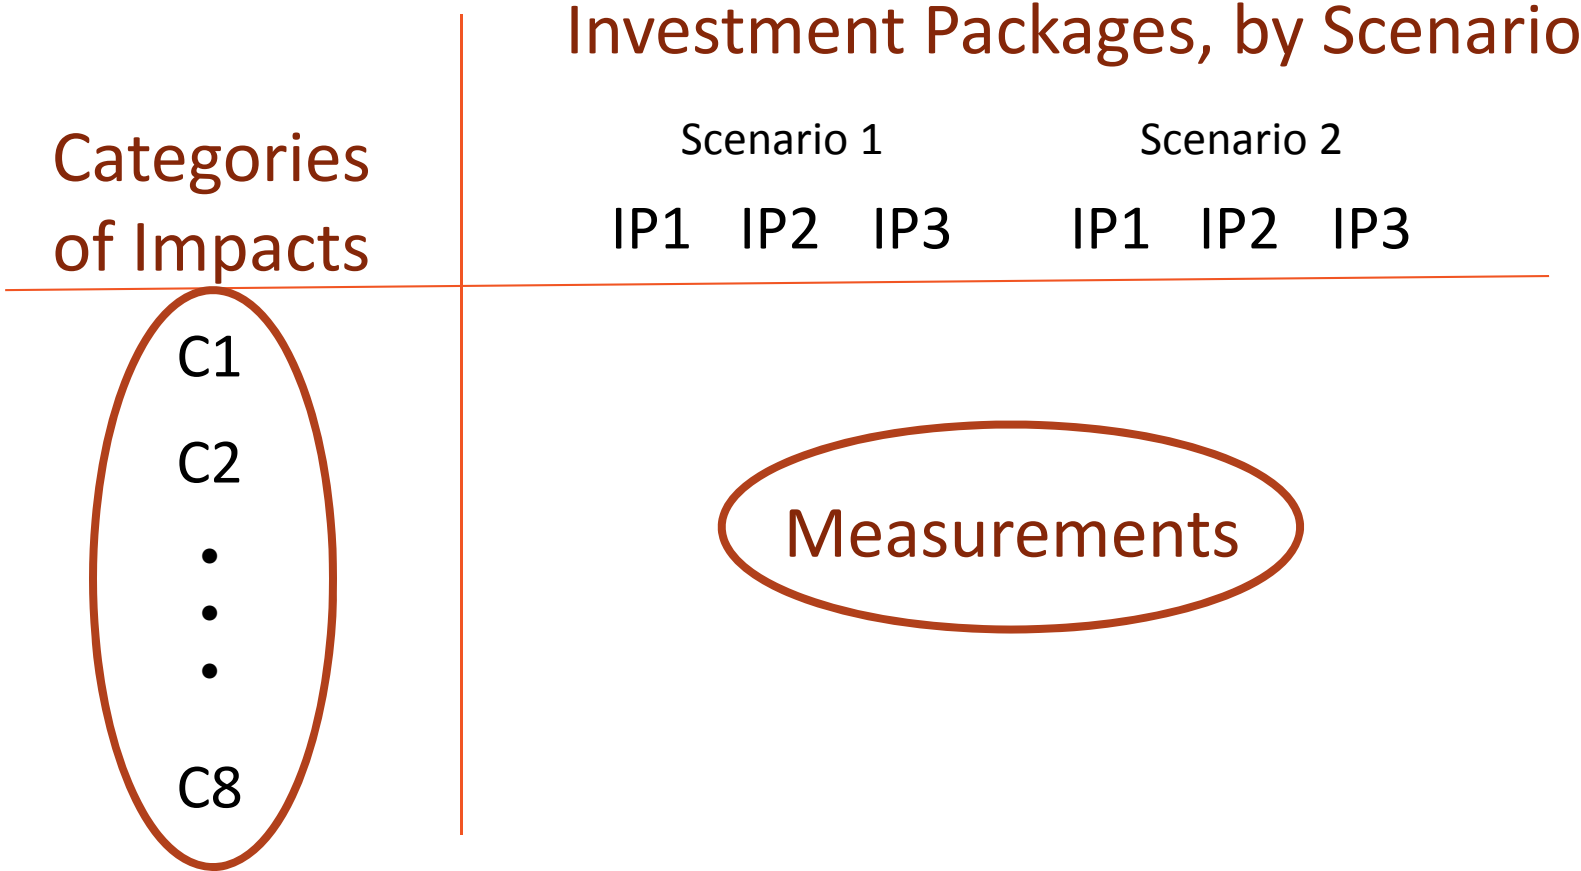 Investment Packages, by Scenario
Categories
of Impacts
Scenario 1 Scenario 2
IP1 IP2 IP3 IP1 IP2 IP3
C1
C2
•
•
•
C8
Measurements